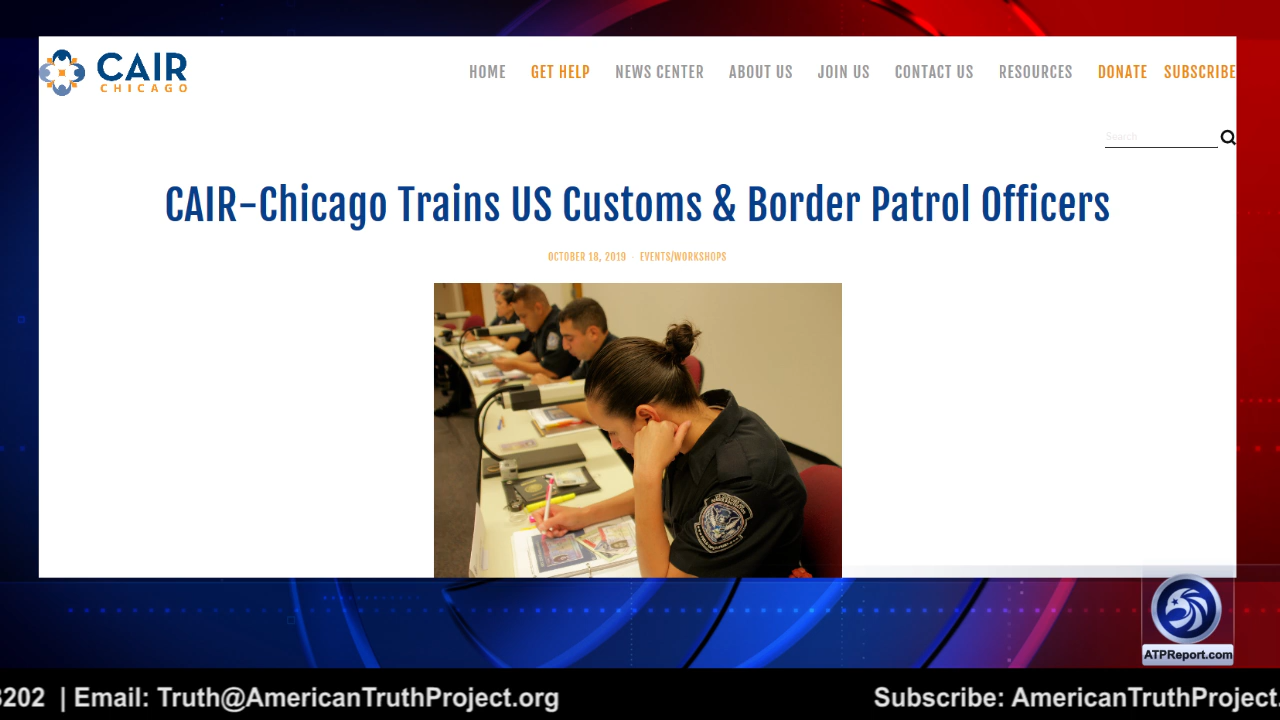 CAIR
CHICAGO
HOME GET HELP NEWS CENTER ABOUT US JOIN US CONTACT US RESOURCES DONATE SUBSCRIBE
Search
CAIR-Chicago Trains US Customs & Border Patrol Officers
OCTOBER 18, 2019 · EVENTS/WORKSHOPS
ATPReport.com
3202 | Email: Truth@AmericanTruthProject.org Subscribe: AmericanTruthProject.